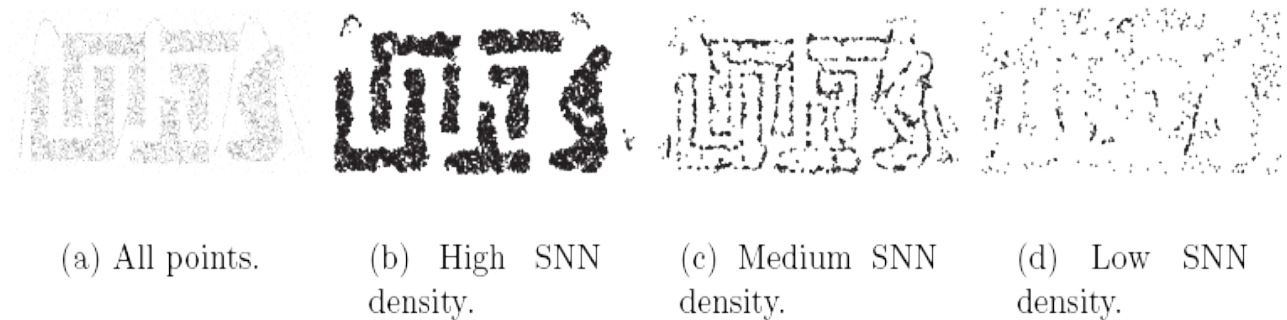 (a) All points.
(b) High SNN
density.
(c) Medium SNN
density.
(d) Low SNN
density.